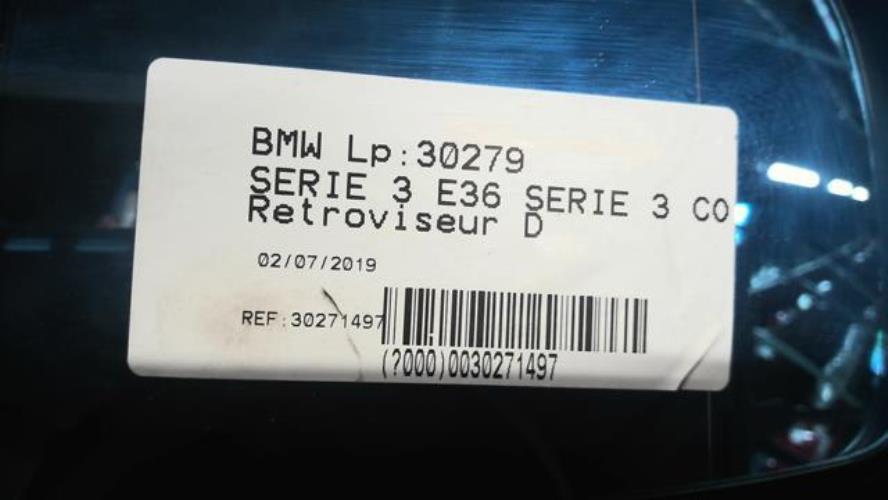 BMW Lp:30279
SERIE 3 E36 SERIE 3 CO
Retroviseur D
02/07/2019
REF:30271497
(?000)0030271497